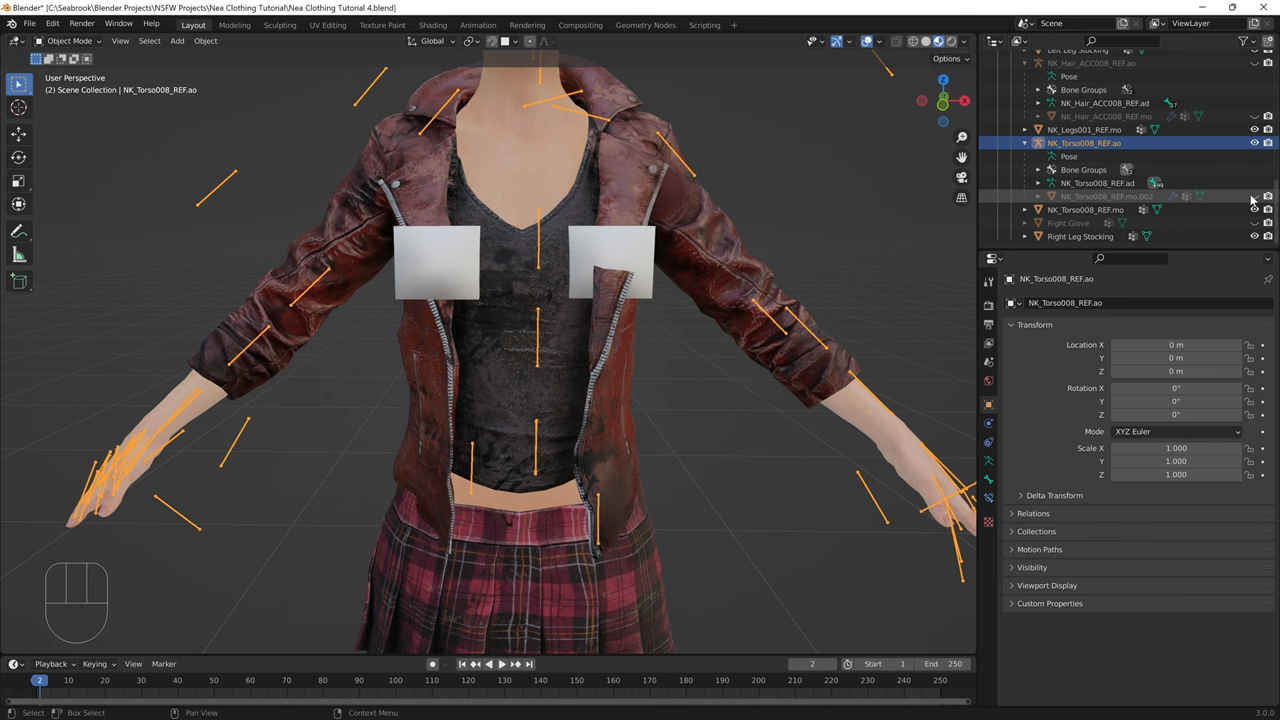 Blender* [C:\Seabrook\Blender Projects\NSFW Projects\Nea Clothing Tutorial\Nea Clothing Tutorial 4.blend]
File Edit Render Window Help Layout Modeling Sculpting UV Editing Texture Paint Shading Animation Rendering Compositing Geometry Nodes Scripting + Scene ViewLayer
Object Mode View Select Add Object Global
Options
User Perspective
(2) Scene Collection | NK_Torso008_REF.ao
Z
X
Left Leg Stocking
NK_Hair_ACC008_REF.ao
Pose
Bone Groups
NK_Hair_ACC008_REF.ad
NK_Hair_ACC008_REF.mo
NK_Legs001_REF.mo
NK_Torso008_REF.ao
Pose
Bone Groups
NK_Torso008_REF.ad
NK_Torso008_REF.mo.002
NK_Torso008_REF.mo
Right Glove
Right Leg Stocking
NK_Torso008_REF.ao
NK_Torso008_REF.ao
Transform
Location X 0 m
Y 0 m
Z 0 m
Rotation X 0°
Y 0°
Z 0°
Mode XYZ Euler
Scale X 1.000
Y 1.000
Z 1.000
Delta Transform
Relations
Collections
Motion Paths
Visibility
Viewport Display
Custom Properties
Playback Keying View Marker 2 Start 1 End 250
2 10 20 30 40 50 60 70 80 90 100 110 120 130 140 150 160 170 180 190 200 210 220 230 240 250
Select Box Select Pan View Context Menu 3.0.0